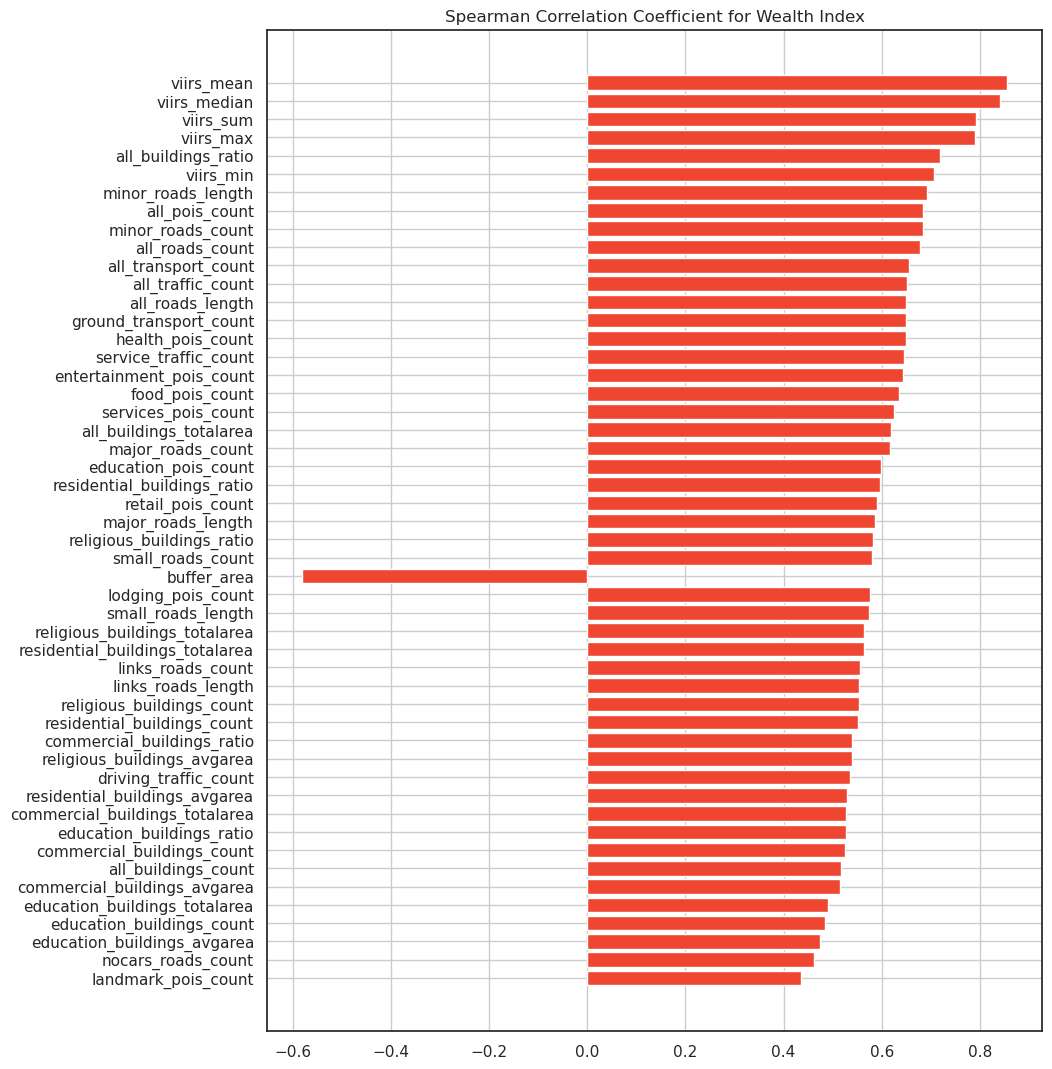 Spearman Correlation Coefficient for Wealth Index
viirs_mean
viirs_median
viirs_sum
viirs_max
all_buildings_ratio
viirs_min
minor_roads_length
all_pois_count
minor_roads_count
all_roads_count
all_transport_count
all_traffic_count
all_roads_length
ground_transport_count
health_pois_count
service_traffic_count
entertainment_pois_count
food_pois_count
services_pois_count
all_buildings_totalarea
major_roads_count
education_pois_count
residential_buildings_ratio
retail_pois_count
major_roads_length
religious_buildings_ratio
small_roads_count
buffer_area
lodging_pois_count
small_roads_length
religious_buildings_totalarea
residential_buildings_totalarea
links_roads_count
links_roads_length
religious_buildings_count
residential_buildings_count
commercial_buildings_ratio
religious_buildings_avgarea
driving_traffic_count
residential_buildings_avgarea
commercial_buildings_totalarea
education_buildings_ratio
commercial_buildings_count
all_buildings_count
commercial_buildings_avgarea
education_buildings_totalarea
education_buildings_count
education_buildings_avgarea
nocars_roads_count
landmark_pois_count
−0.6 −0.4 −0.2 0.0 0.2 0.4 0.6 0.8